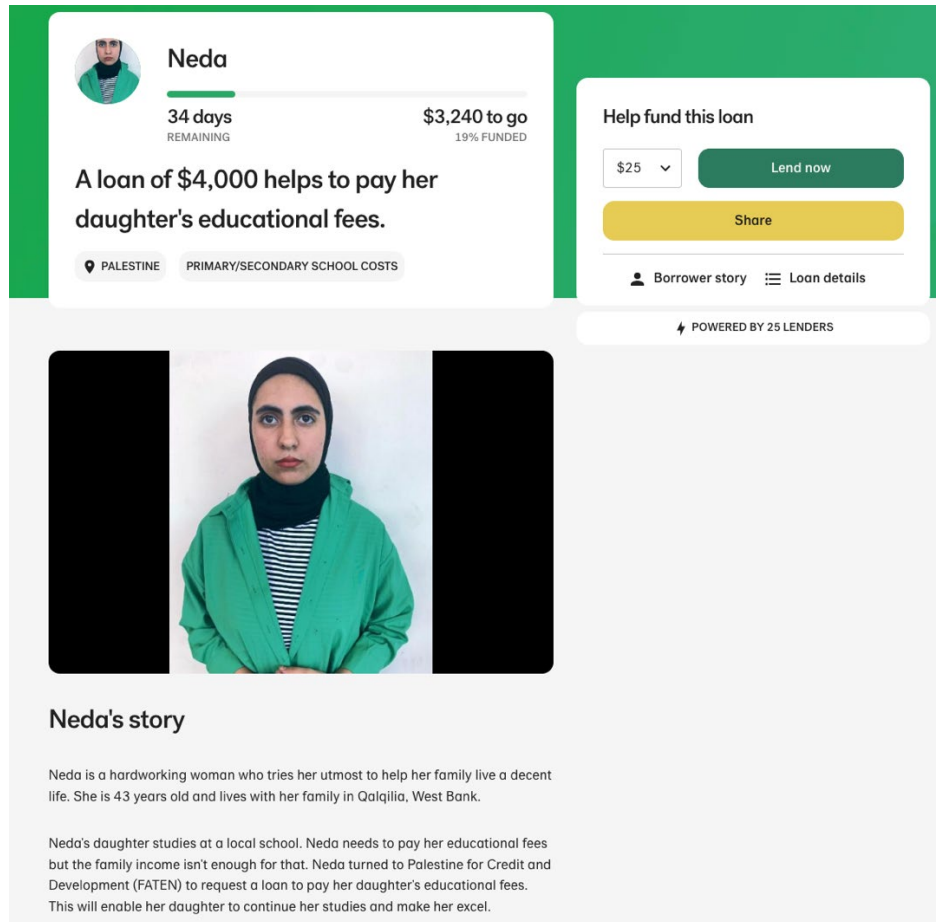 Neda
34 days
REMAINING
$3,240 to go
19% FUNDED
A loan of $4,000 helps to pay her
daughter's educational fees.
PALESTINE
PRIMARY/SECONDARY SCHOOL COSTS
Help fund this loan
$25
Lend now
Share
Borrower story
Loan details
POWERED BY 25 LENDERS
Neda's story
Neda is a hardworking woman who tries her utmost to help her family live a decent
life. She is 43 years old and lives with her family in Qalqilia, West Bank.
Neda's daughter studies at a local school. Neda needs to pay her educational fees
but the family income isn't enough for that. Neda turned to Palestine for Credit and
Development (FATEN) to request a loan to pay her daughter's educational fees.
This will enable her daughter to continue her studies and make her excel.